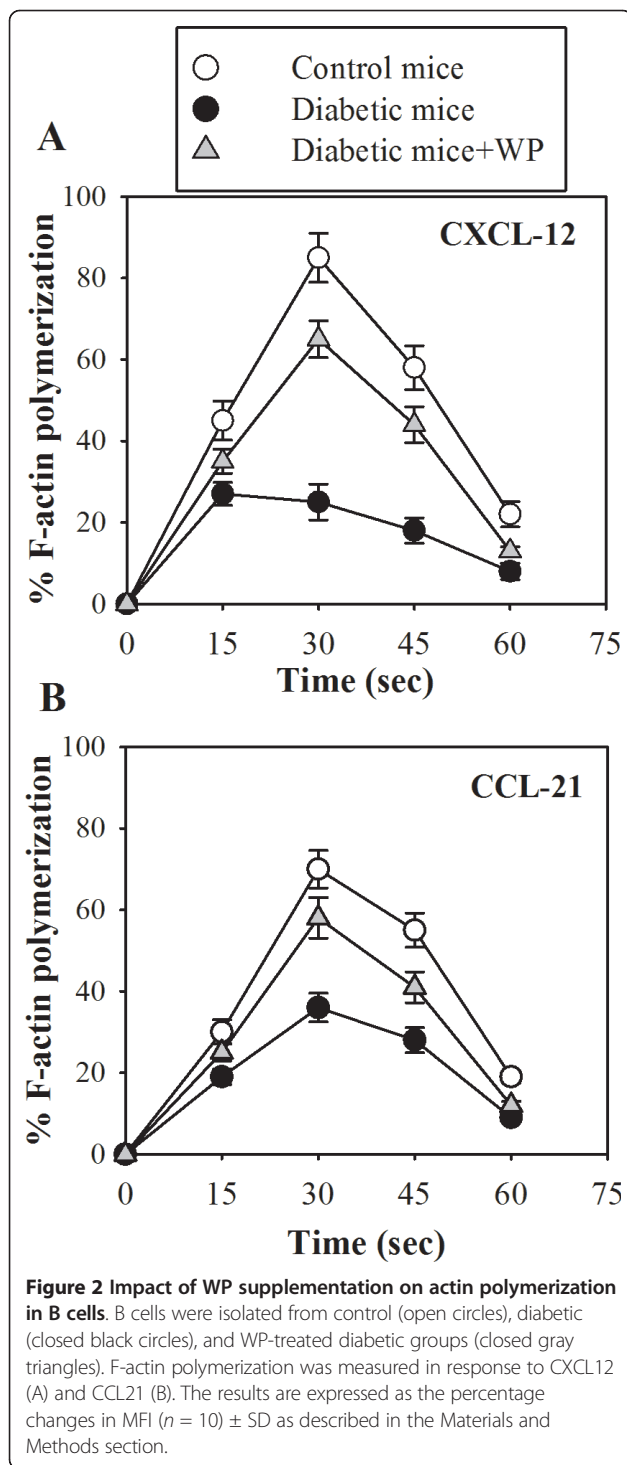 Control mice
Diabetic mice
Diabetic mice+WP
A
CXCL-12
% F-actin polymerization
100
80
60
40
20
0
0 15 30 45 60 75
Time (sec)
B
CCL-21
% F-actin polymerization
100
80
60
40
20
0
0 15 30 45 60 75
Time (sec)
Figure 2 Impact of WP supplementation on actin polymerization
in B cells. B cells were isolated from control (open circles), diabetic
(closed black circles), and WP-treated diabetic groups (closed gray
triangles). F-actin polymerization was measured in response to CXCL12
(A) and CCL21 (B). The results are expressed as the percentage
changes in MFI (n = 10) ± SD as described in the Materials and
Methods section.